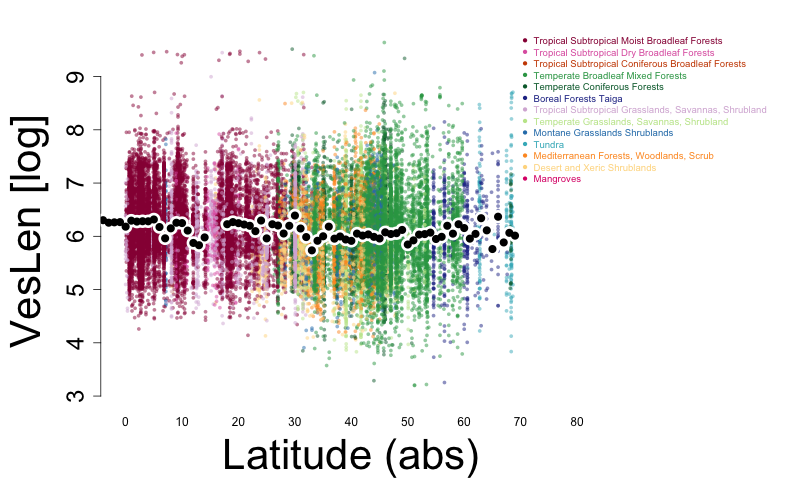 Tropical Subtropical Moist Broadleaf Forests
Tropical Subtropical Dry Broadleaf Forests
Tropical Subtropical Coniferous Broadleaf Forests
Temperate Broadleaf Mixed Forests
Temperate Coniferous Forests
Boreal Forests Taiga
Tropical Subtropical Grasslands, Savannas, Shrubland
Temperate Grasslands, Savannas, Shrubland
Montane Grasslands Shrublands
Tundra
Mediterranean Forests, Woodlands, Scrub
Desert and Xeric Shrublands
Mangroves
VesLen [log]
9
8
7
6
5
4
3
0 10 20 30 40 50 60 70 80
Latitude (abs)